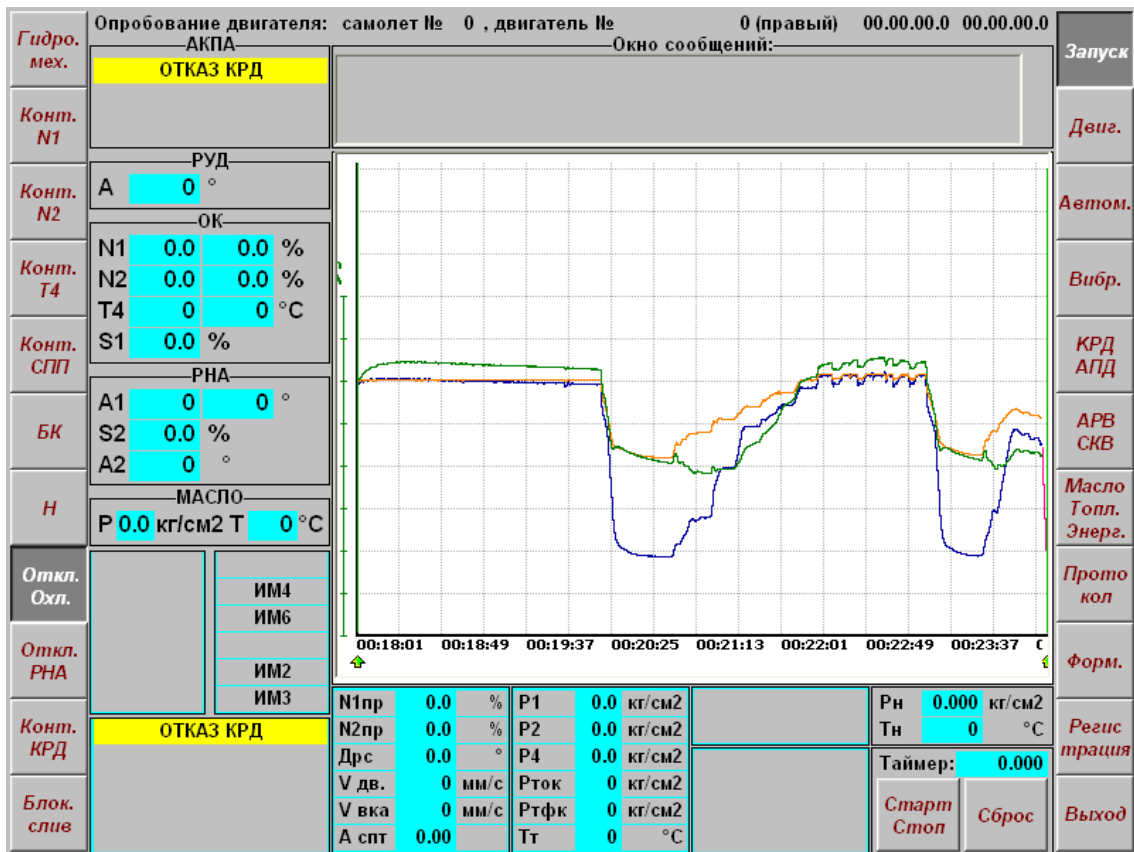 Опробование двигателя: самолет № 0 , двигатель № 0 (правый) 00.00.00.0 00.00.00.0
Гидро.
мех.
Конт.
N1
Конт.
N2
Конт.
Т4
Конт.
СПП
БК
Н
Откл.
Охл.
Откл.
РНА
Конт.
КРД
Блок.
слив
АКПА
ОТКАЗ КРД
РУД
А 0 °
ОК
N1 0.0 0.0 %
N2 0.0 0.0 %
Т4 0 0 °С
S1 0.0 %
РНА
А1 0 0 °
S2 0.0 %
А2 0 °
МАСЛО
Р 0.0 кг/см2 Т 0 °С
ИМ4
ИМ6
ИМ2
ИМ3
ОТКАЗ КРД
Окно сообщений:
00:18:01 00:18:49 00:19:37 00:20:25 00:21:13 00:22:01 00:22:49 00:23:37
N1пр 0.0 % Р1 0.0 кг/см2
N2пр 0.0 % Р2 0.0 кг/см2
Дрс 0.0 ° Р4 0.0 кг/см2
V дв. 0 мм/с Рток 0 кг/см2
V вка 0 мм/с Ртфк 0 кг/см2
А спт 0.00 Тт 0 °С
Рн 0.000 кг/см2
Тн 0 °С
Таймер: 0.000
Старт
Стоп
Сброс
Запуск
Двиг.
Автом.
Вибр.
КРД
АПД
АРВ
СКВ
Масло
Топл.
Энерг.
Прото
кол
Форм.
Регис
трация
Выход